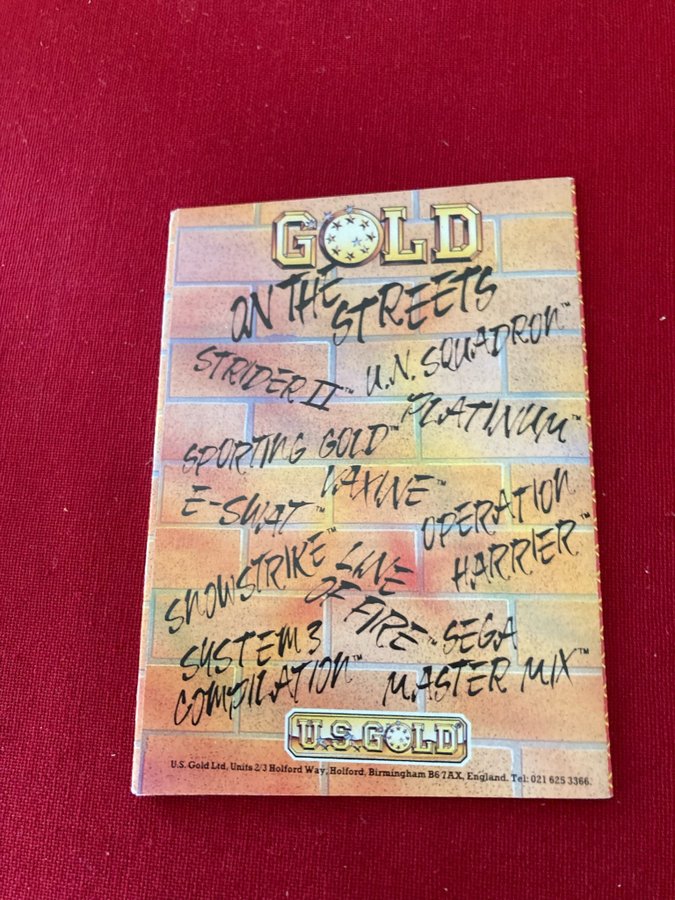 GOLD
ON THE STREETS
STRIDER II™
U.N. SQUADRON™
SPORTING GOLD™
PLATINUM™
E-SWAT™
VAXINE™
OPERATION
HARRIER™
SNOWSTRIKE™
LINE
OF FIRE™
SYSTEM 3
COMPILATION™
SEGA
MASTER MIX™
U.S. GOLD®
U.S. Gold Ltd, Units 2/3 Holford Way, Holford, Birmingham B6 7AX, England. Tel: 021 625 3366.